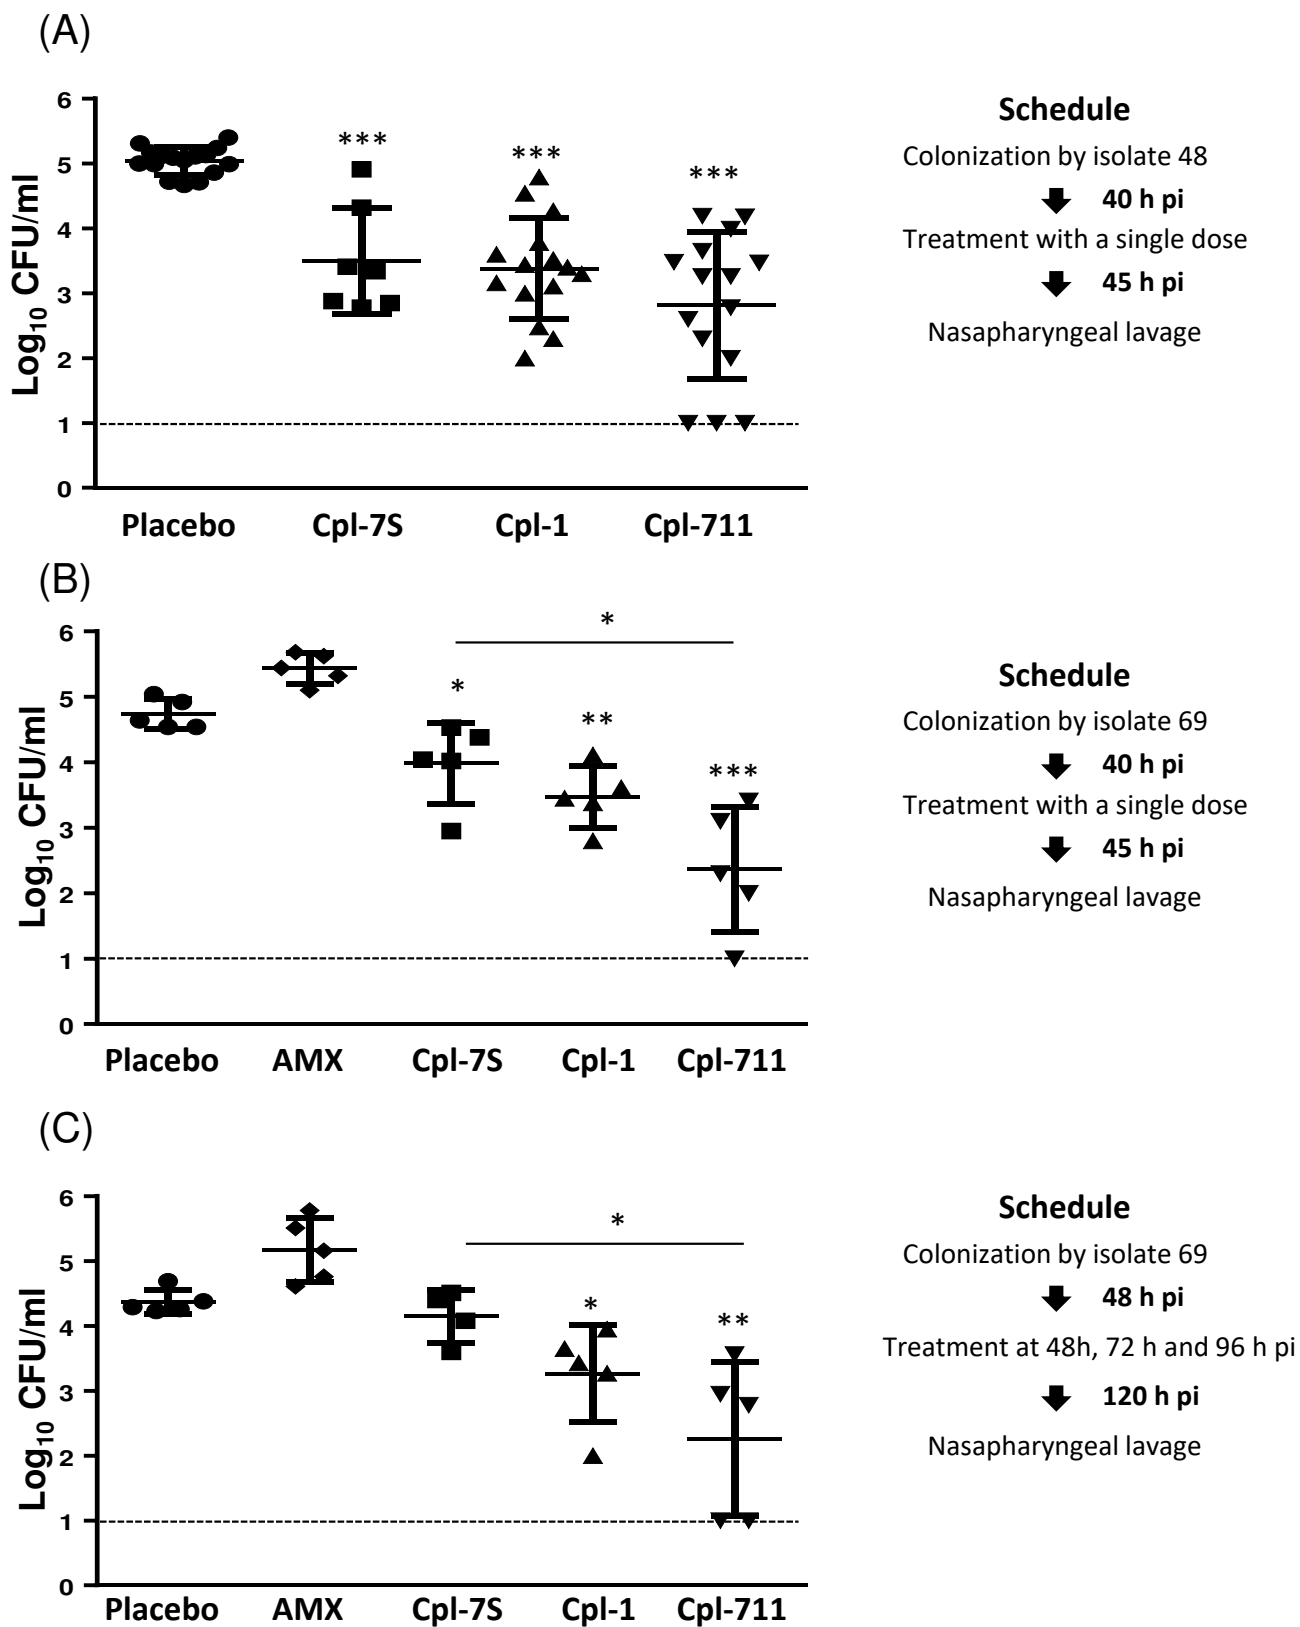 (A)
Log10 CFU/ml
6
5
4
3
2
1
0
***
***
***
Placebo Cpl-7S Cpl-1 Cpl-711
Schedule
Colonization by isolate 48
40 h pi
Treatment with a single dose
45 h pi
Nasapharyngeal lavage
(B)
Log10 CFU/ml
6
5
4
3
2
1
0
*
*
**
***
Placebo AMX Cpl-7S Cpl-1 Cpl-711
Schedule
Colonization by isolate 69
40 h pi
Treatment with a single dose
45 h pi
Nasapharyngeal lavage
(C)
Log10 CFU/ml
6
5
4
3
2
1
0
*
*
**
Placebo AMX Cpl-7S Cpl-1 Cpl-711
Schedule
Colonization by isolate 69
48 h pi
Treatment at 48h, 72 h and 96 h pi
120 h pi
Nasapharyngeal lavage